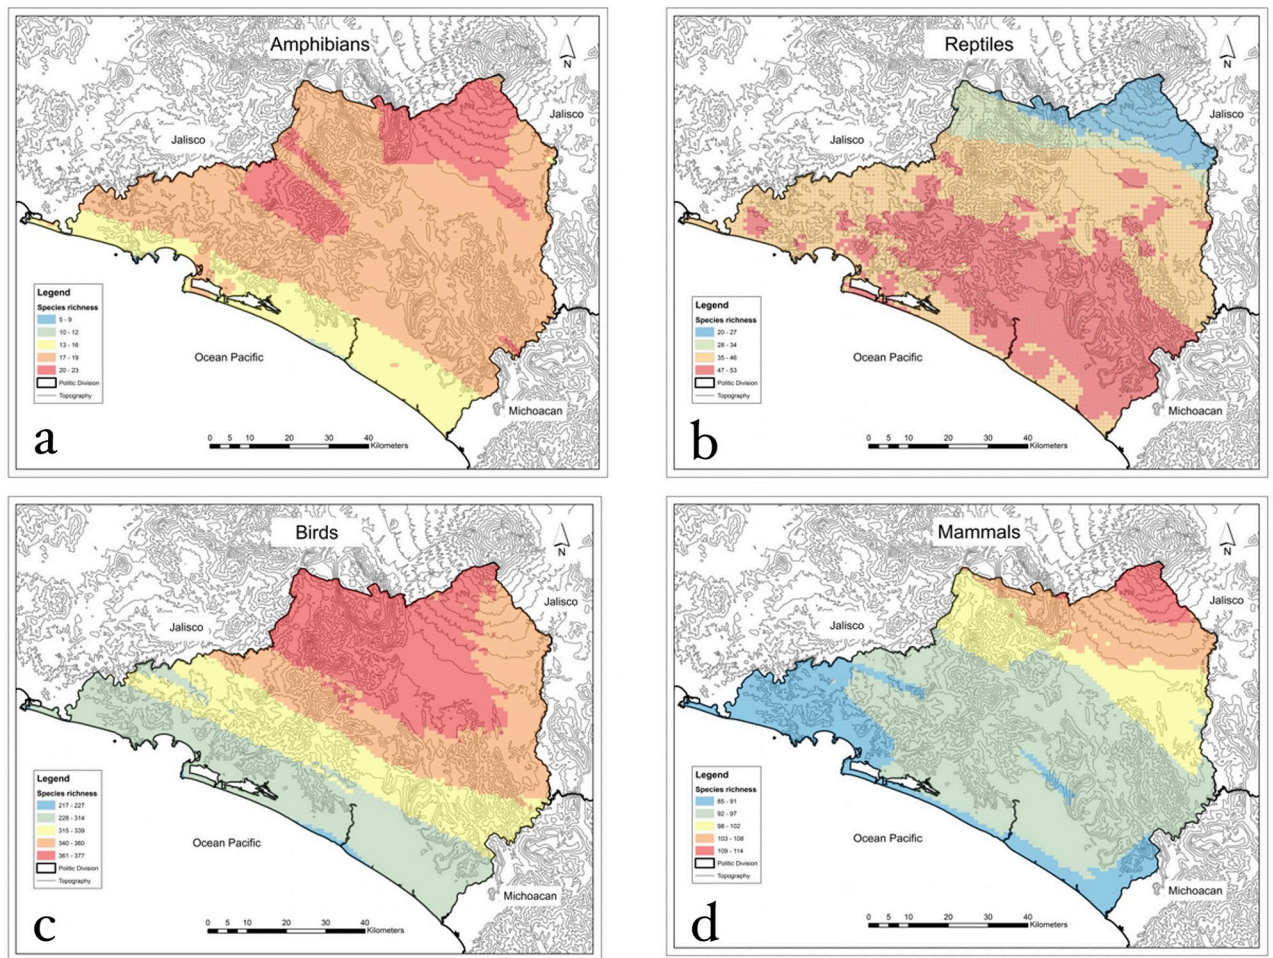 Amphibians
N
Jalisco
Jalisco
Legend
Species richness
5 - 9
10 - 12
13 - 16
17 - 19
20 - 23
Politic Division
Topography
Ocean Pacific
Michoacan
0 5 10 20 30 40
Kilometers
a
Reptiles
N
Jalisco
Jalisco
Legend
Species richness
20 - 27
28 - 34
35 - 46
47 - 53
Politic Division
Topography
Ocean Pacific
Michoacan
0 5 10 20 30 40
Kilometers
b
Birds
N
Jalisco
Jalisco
Legend
Species richness
217 - 227
228 - 314
315 - 339
340 - 360
361 - 377
Politic Division
Topography
Ocean Pacific
Michoacan
0 5 10 20 30 40
Kilometers
c
Mammals
N
Jalisco
Jalisco
Legend
Species richness
85 - 91
92 - 97
98 - 102
103 - 108
109 - 114
Politic Division
Topography
Ocean Pacific
Michoacan
0 5 10 20 30 40
Kilometers
d